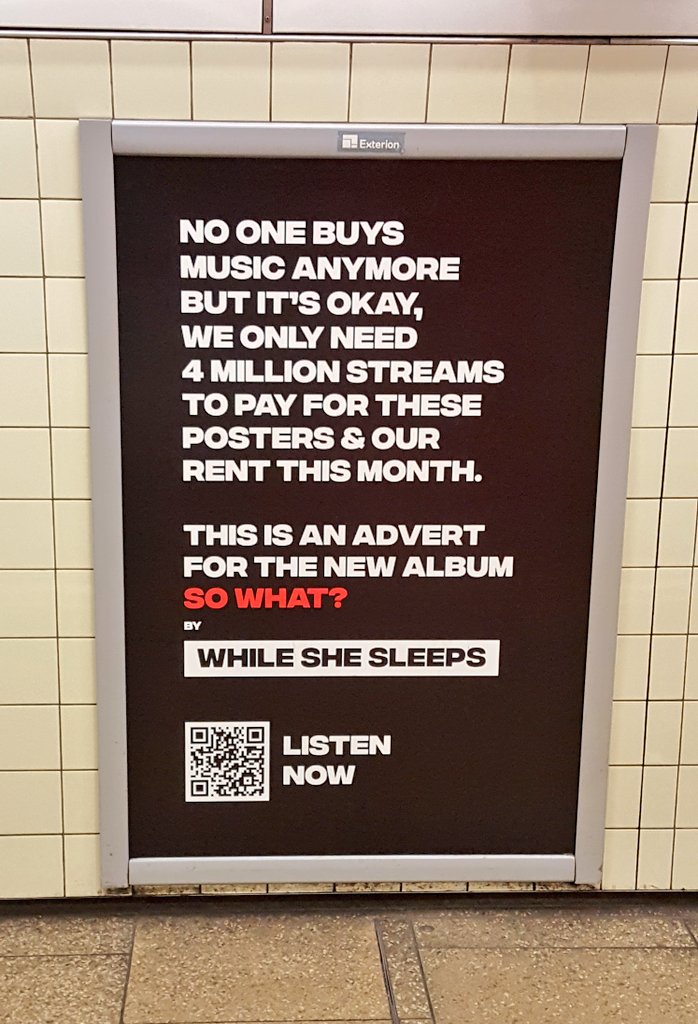 Exterion
NO ONE BUYS
MUSIC ANYMORE
BUT IT'S OKAY,
WE ONLY NEED
4 MILLION STREAMS
TO PAY FOR THESE
POSTERS & OUR
RENT THIS MONTH.
THIS IS AN ADVERT
FOR THE NEW ALBUM
SO WHAT?
BY
WHILE SHE SLEEPS
LISTEN
NOW